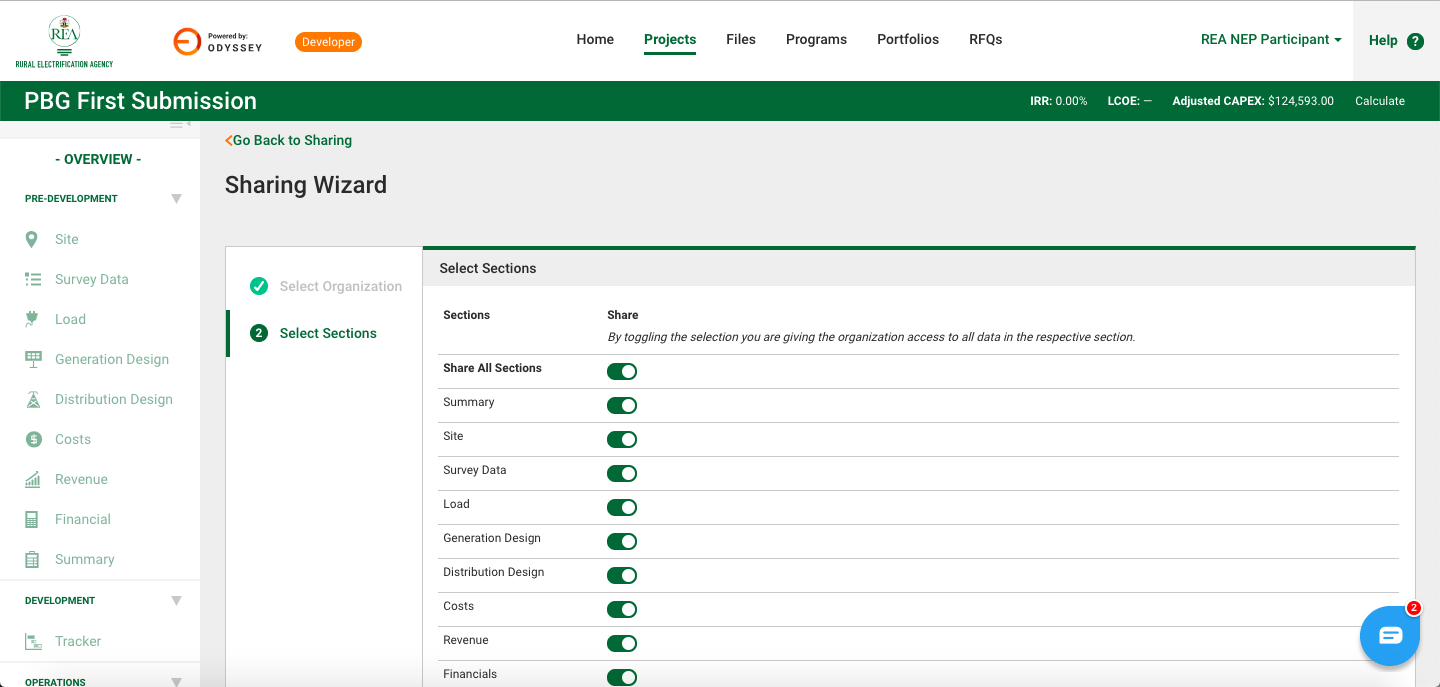 REA
RURAL ELECTRIFICATION AGENCY
Powered by:
ODYSSEY
Developer
Home
Projects
Files
Programs
Portfolios
RFQs
REA NEP Participant
Help ?
PBG First Submission
IRR: 0.00%
LCOE: —
Adjusted CAPEX: $124,593.00
Calculate
- OVERVIEW -
PRE-DEVELOPMENT
Site
Survey Data
Load
Generation Design
Distribution Design
Costs
Revenue
Financial
Summary
DEVELOPMENT
Tracker
OPERATIONS
Go Back to Sharing
Sharing Wizard
Select Organization
2 Select Sections
Select Sections
Sections
Share
By toggling the selection you are giving the organization access to all data in the respective section.
Share All Sections
Summary
Site
Survey Data
Load
Generation Design
Distribution Design
Costs
Revenue
Financials
2